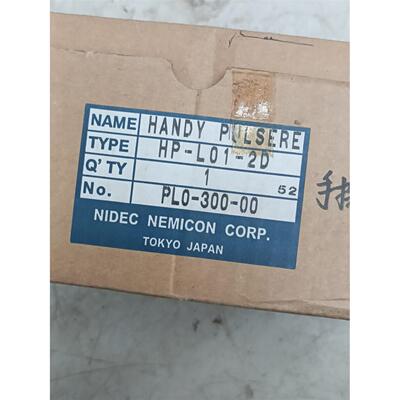 NAME HANDY PULSERE
TYPE HP-L01-2D
Q'TY 1 52
No. PL0-300-00
NIDEC NEMICON CORP.
TOKYO JAPAN
手